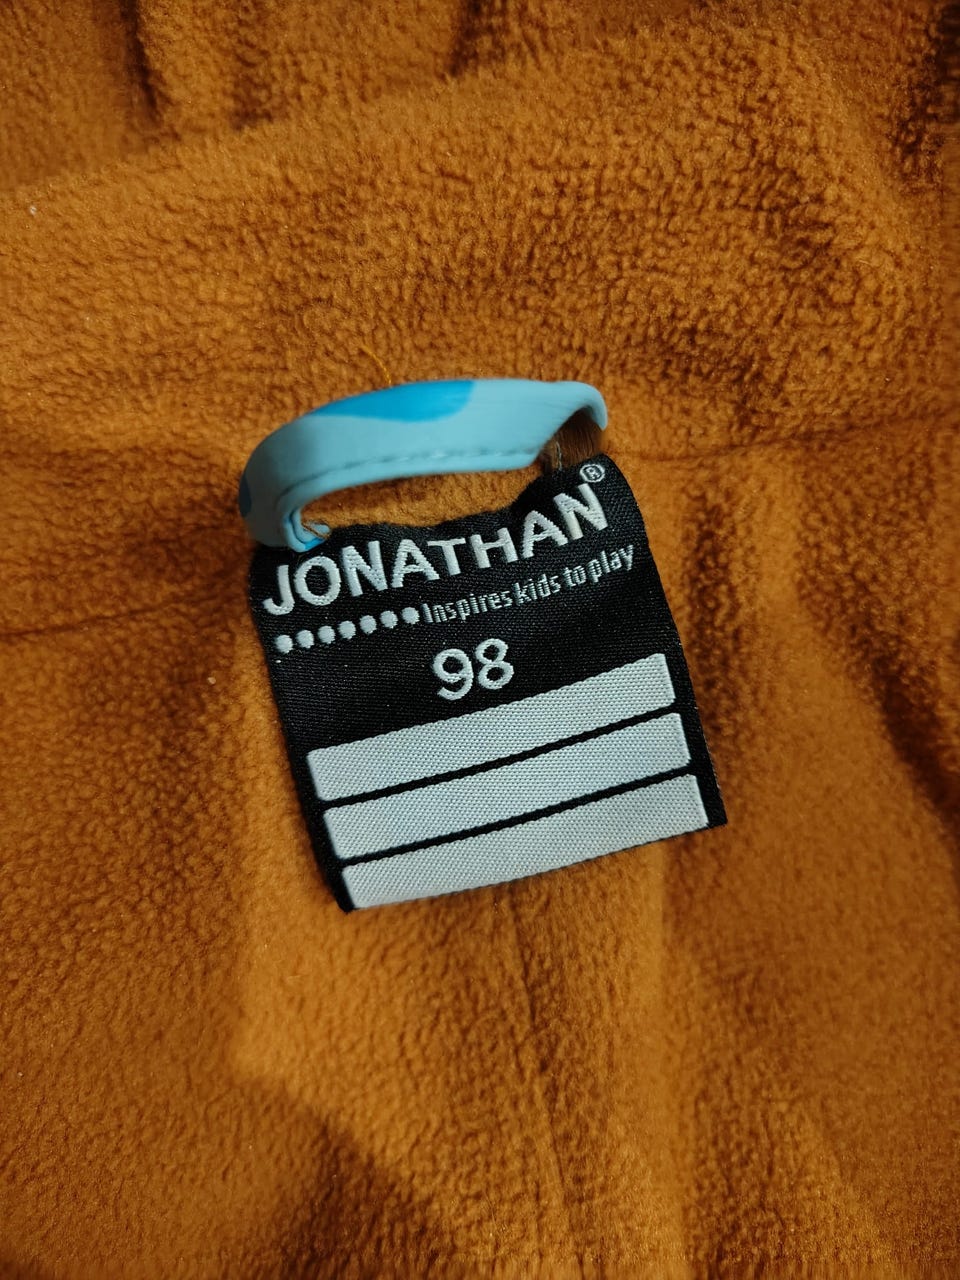 JONATHAN®
Inspires kids to play
98